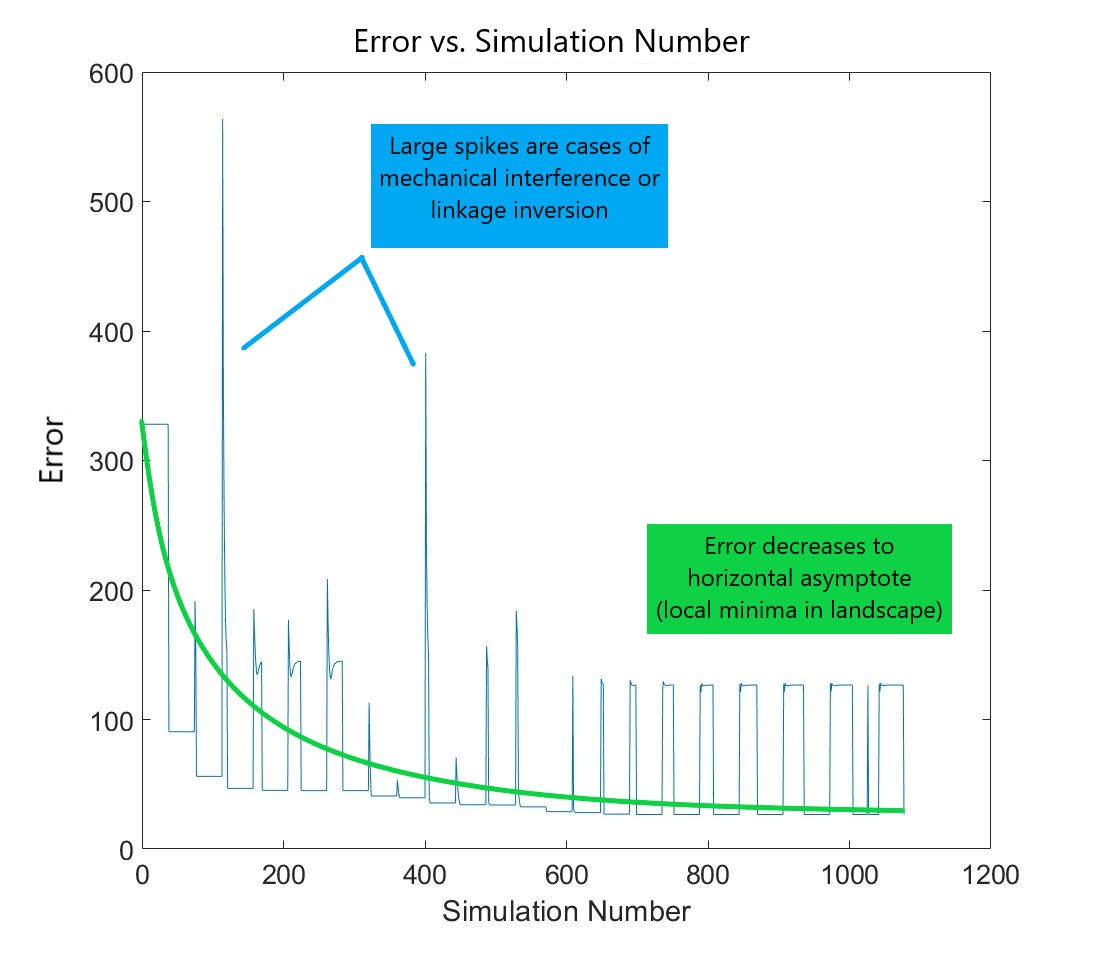 Error vs. Simulation Number
600
Large spikes are cases of
mechanical interference or
linkage inversion
500
400
Error
300
Error decreases to
horizontal asymptote
(local minima in landscape)
200
100
0
0 200 400 600 800 1000 1200
Simulation Number